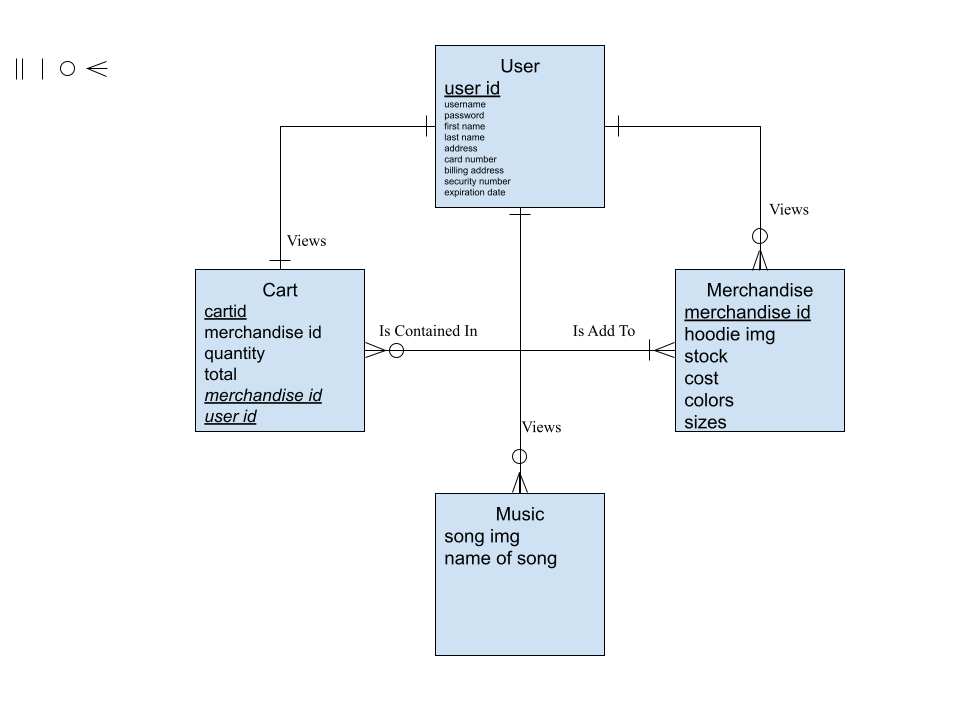 User
user id
username
password
first name
last name
address
card number
billing address
security number
expiration date
Views
Views
Cart
cartid
merchandise id
quantity
total
merchandise id
user id
Is Contained In
Is Add To
Merchandise
merchandise id
hoodie img
stock
cost
colors
sizes
Views
Music
song img
name of song